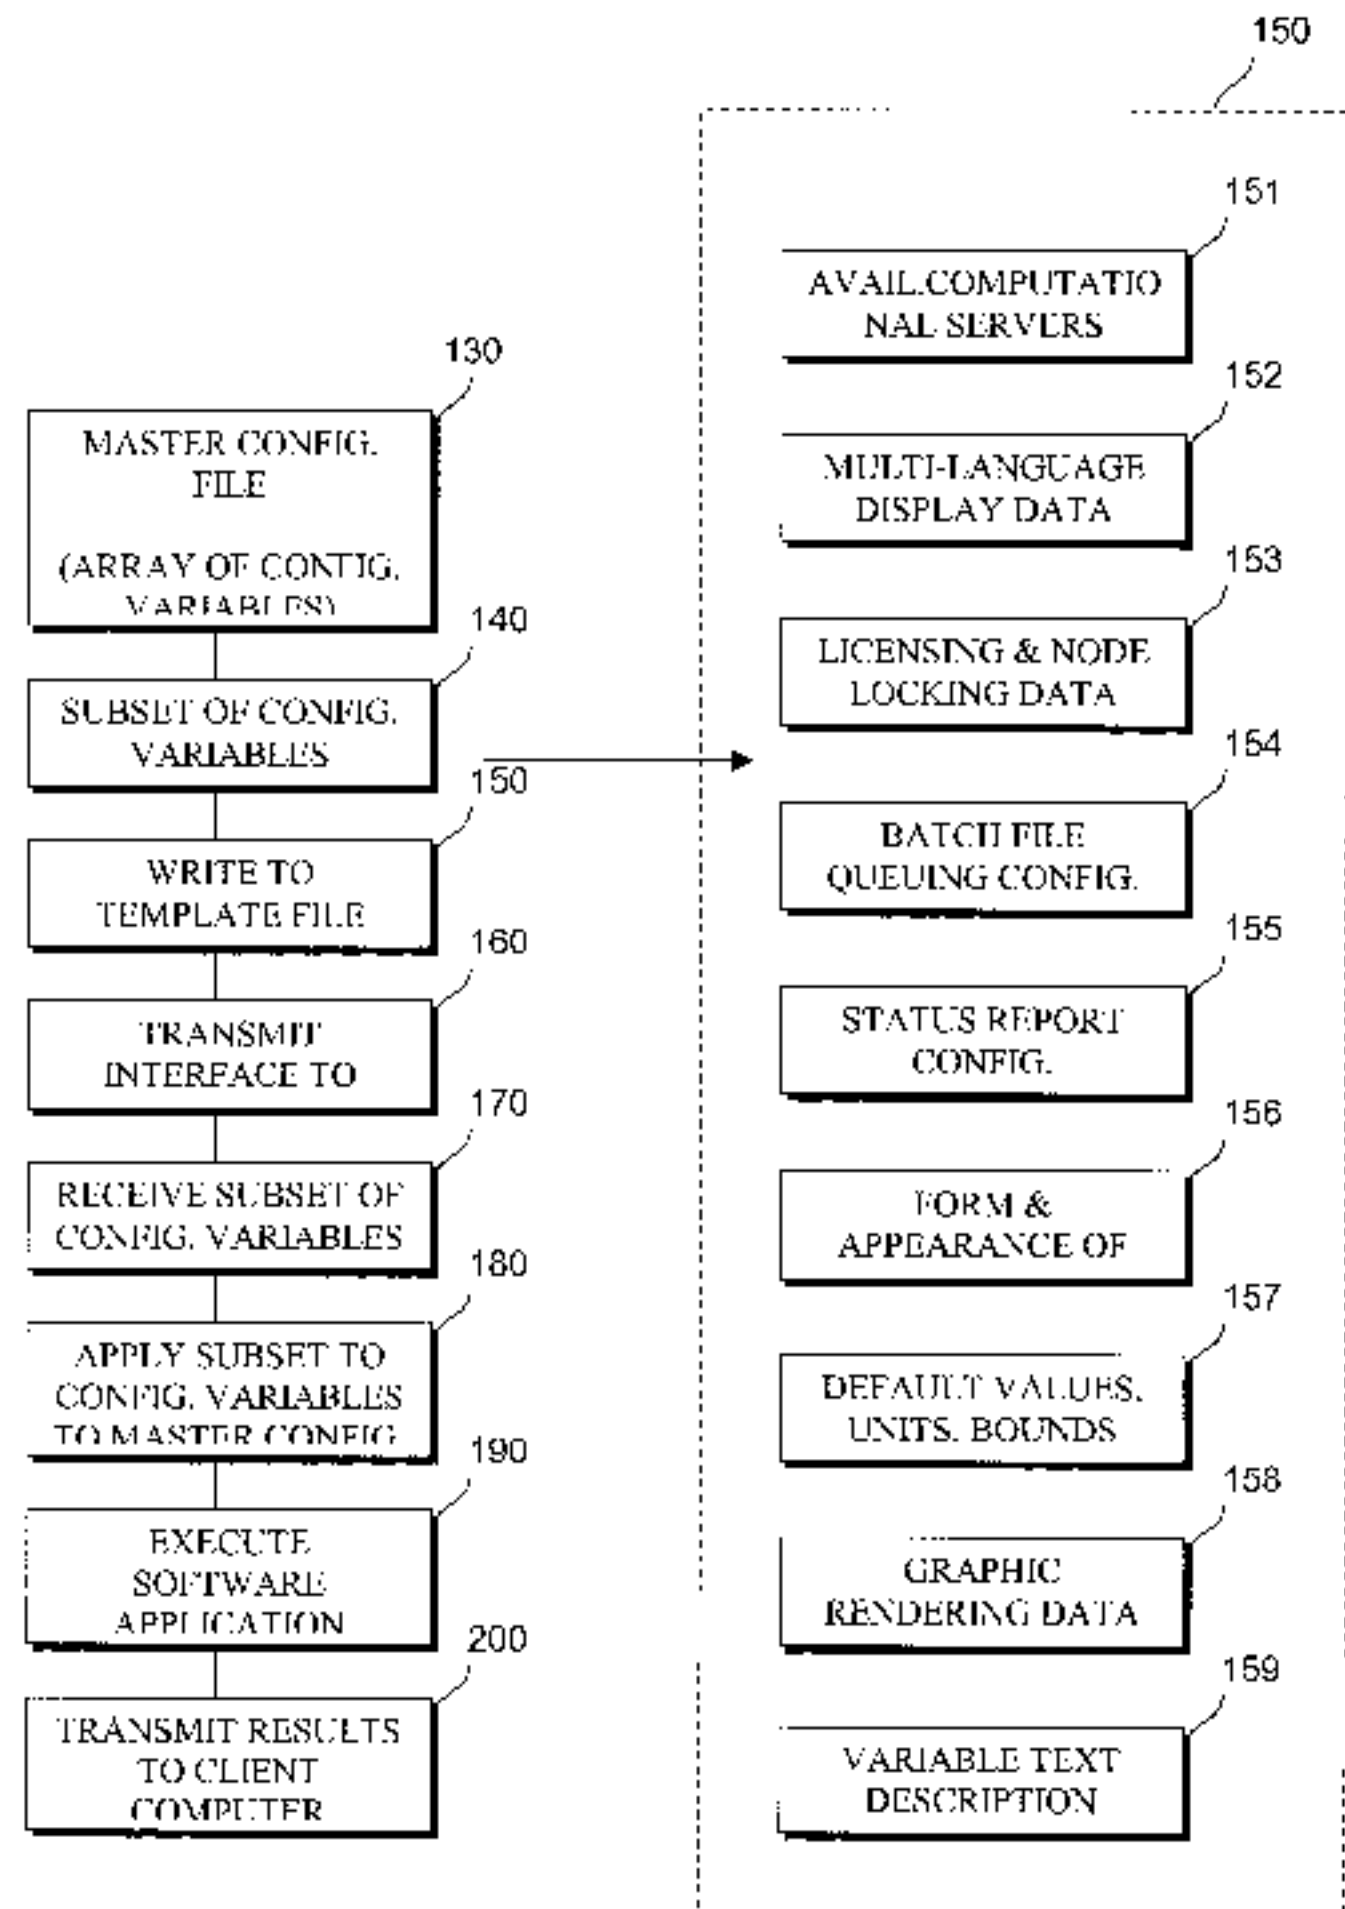 130
MASTER CONFIG.
FILE
(ARRAY OF CONFIG.
VARIABLES)
140
SUBSET OF CONFIG.
VARIABLES
150
WRITE TO
TEMPLATE FILE
160
TRANSMIT
INTERFACE TO
170
RECEIVE SUBSET OF
CONFIG. VARIABLES
180
APPLY SUBSET TO
CONFIG. VARIABLES
TO MASTER CONFIG.
190
EXECUTE
SOFTWARE
APPLICATION
200
TRANSMIT RESULTS
TO CLIENT
COMPUTER
150
151
AVAIL.COMPUTATIO
NAL SERVERS
152
MULTI-LANGUAGE
DISPLAY DATA
153
LICENSING & NODE
LOCKING DATA
154
BATCH FILE
QUEUING CONFIG.
155
STATUS REPORT
CONFIG.
156
FORM &
APPEARANCE OF
157
DEFAULT VALUES,
UNITS, BOUNDS
158
GRAPHIC
RENDERING DATA
159
VARIABLE TEXT
DESCRIPTION